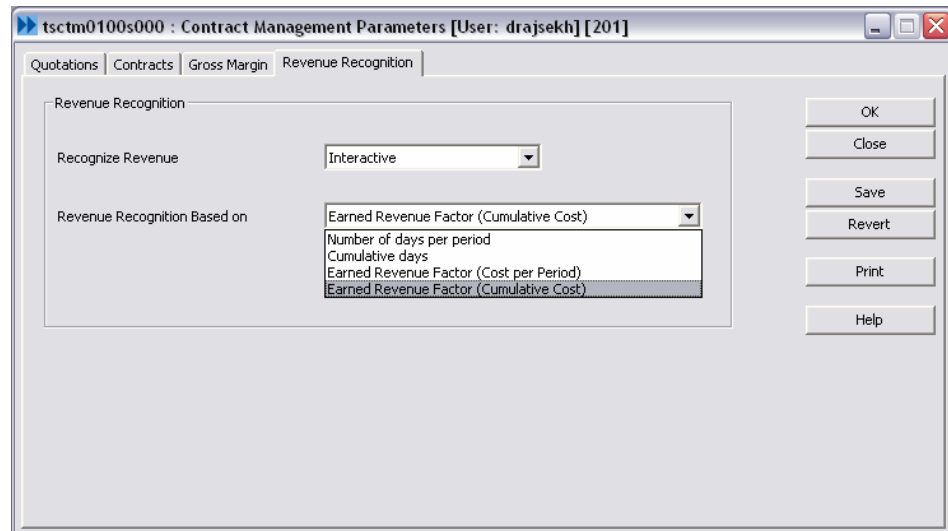 tsctm0100s000 : Contract Management Parameters [User: drajsekh] [201]
Quotations Contracts Gross Margin Revenue Recognition
Revenue Recognition
OK
Recognize Revenue Interactive
Close
Save
Revenue Recognition Based on Earned Revenue Factor (Cumulative Cost)
Revert
Number of days per period
Cumulative days
Earned Revenue Factor (Cost per Period)
Print
Earned Revenue Factor (Cumulative Cost)
Help